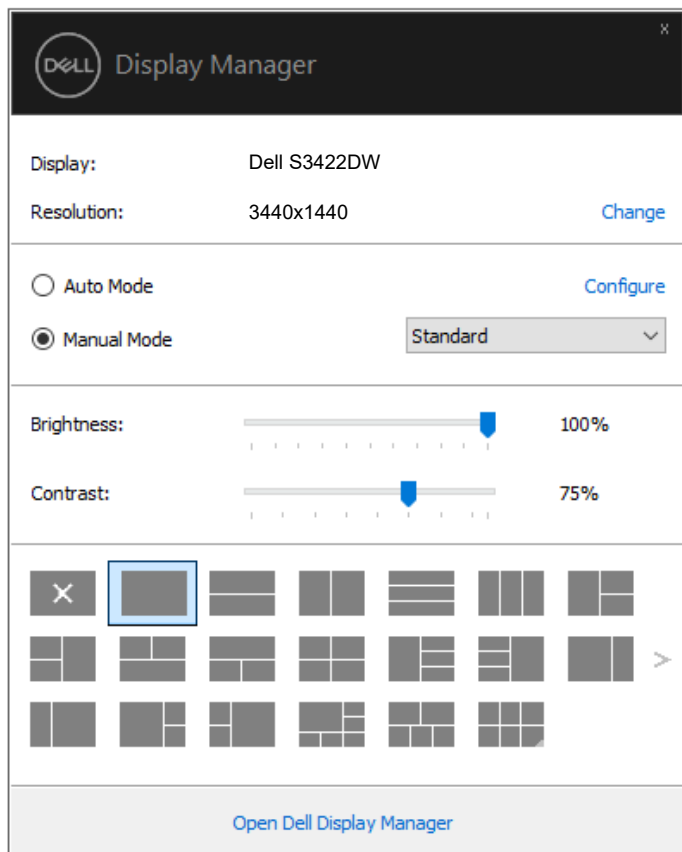 x
DELL Display Manager
Display: Dell S3422DW
Resolution: 3440x1440 Change
Auto Mode Configure
Manual Mode Standard
Brightness: 100%
Contrast: 75%
Open Dell Display Manager